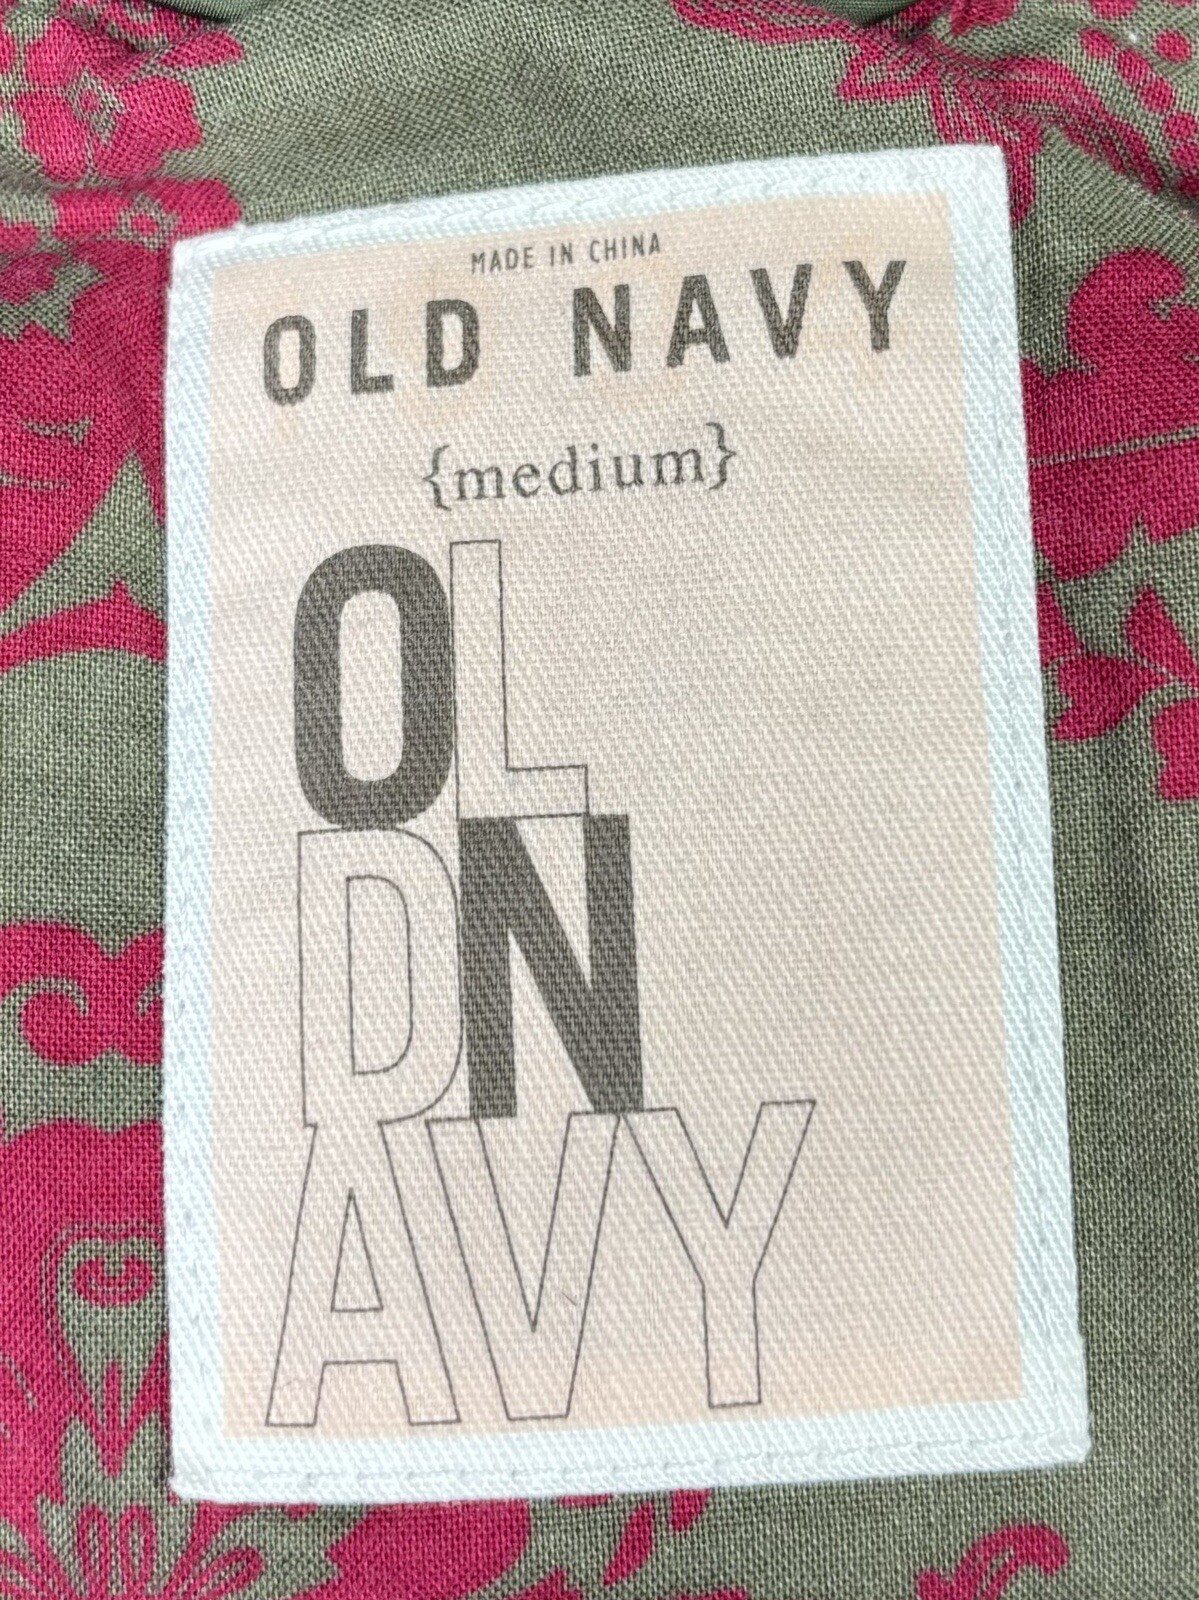 MADE IN CHINA
OLD NAVY
{medium}
OL
DN
AVY